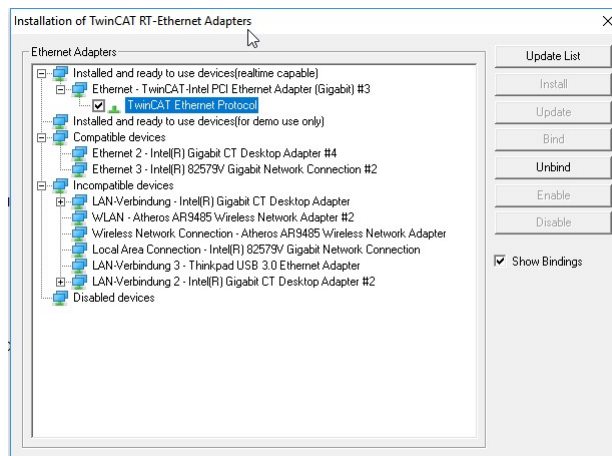 Installation of TwinCAT RT-Ethernet Adapters
Ethernet Adapters
Installed and ready to use devices(realtime capable)
Ethernet - TwinCAT-Intel PCI Ethernet Adapter (Gigabit) #3
TwinCAT Ethernet Protocol
Installed and ready to use devices(for demo use only)
Compatible devices
Ethernet 2 - Intel(R) Gigabit CT Desktop Adapter #4
Ethernet 3 - Intel(R) 82579V Gigabit Network Connection #2
Incompatible devices
LAN-Verbindung - Intel(R) Gigabit CT Desktop Adapter
WLAN - Atheros AR9485 Wireless Network Adapter #2
Wireless Network Connection - Atheros AR9485 Wireless Network Adapter
Local Area Connection - Intel(R) 82579V Gigabit Network Connection
LAN-Verbindung 3 - Thinkpad USB 3.0 Ethernet Adapter
LAN-Verbindung 2 - Intel(R) Gigabit CT Desktop Adapter #2
Disabled devices
Update List
Install
Update
Bind
Unbind
Enable
Disable
Show Bindings